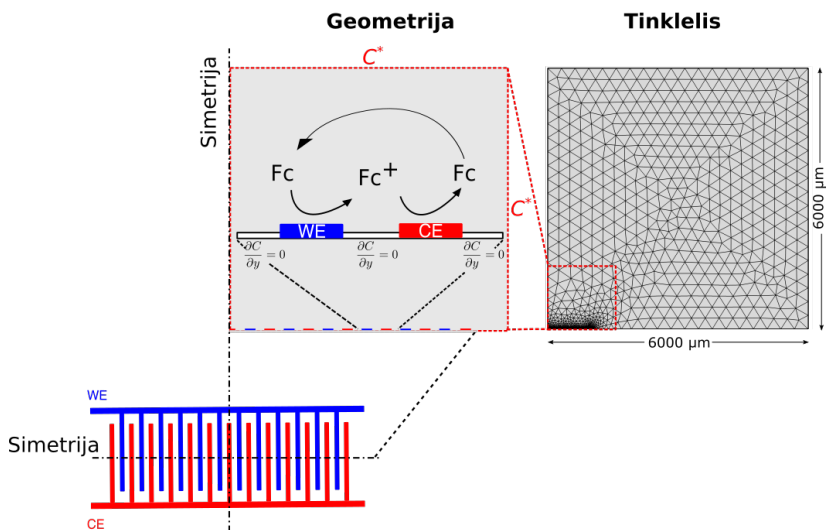 Geometrija
Tinklelis
Simetrija
C*
Fc
Fc+
Fc
C*
WE
CE
∂C/∂y = 0
∂C/∂y = 0
∂C/∂y = 0
6000 μm
6000 μm
WE
Simetrija
CE